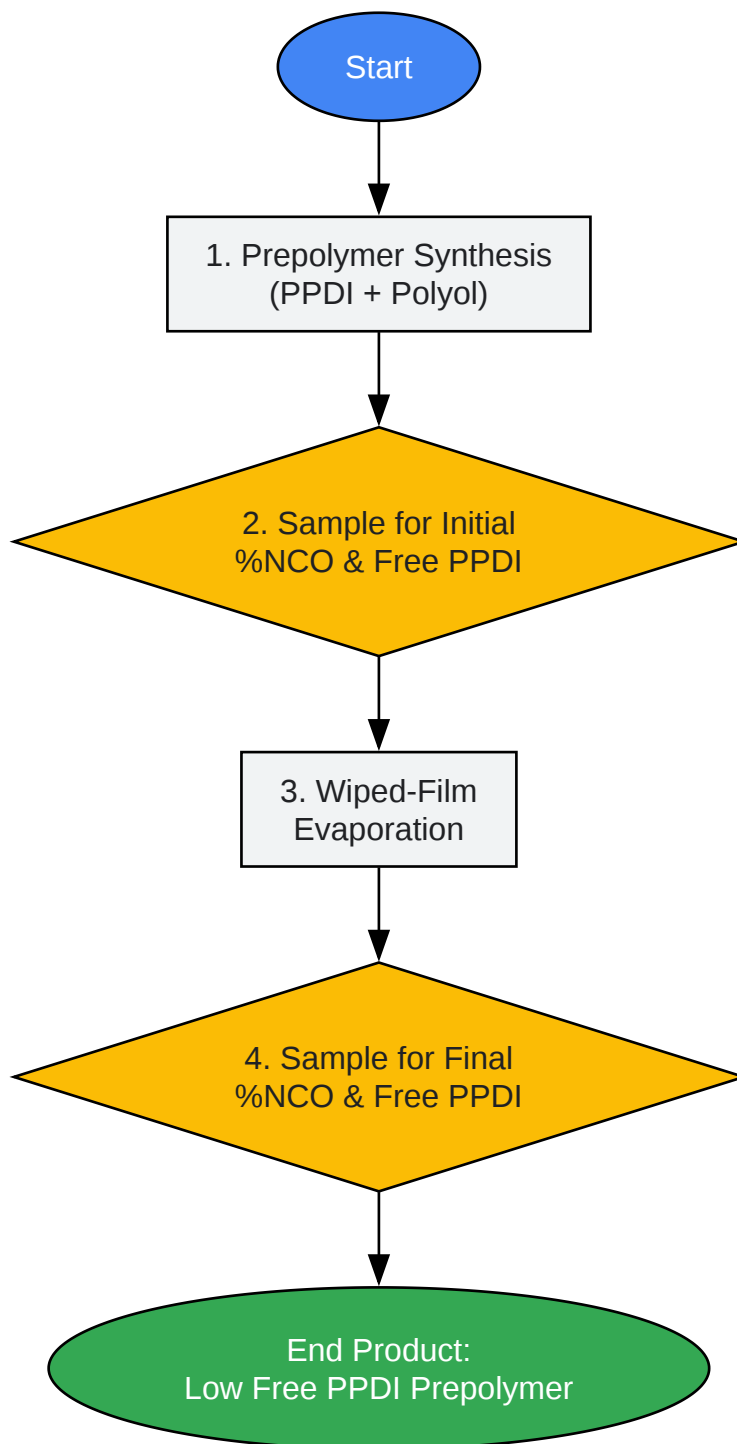 Start
1. Prepolymer Synthesis
(PPDI + Polyol)
2. Sample for Initial
%NCO & Free PPDI
3. Wiped-Film
Evaporation
4. Sample for Final
%NCO & Free PPDI
End Product:
Low Free PPDI Prepolymer